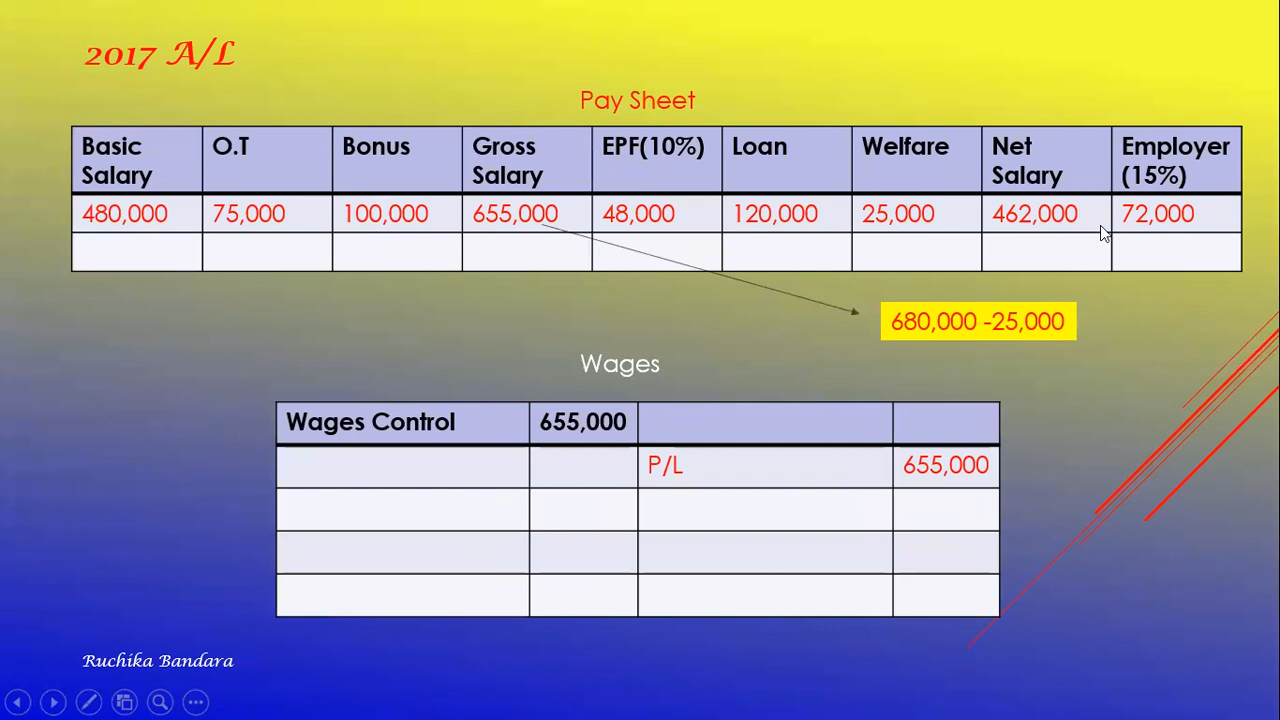 2017 A/L
Pay Sheet
Basic Salary O.T Bonus Gross Salary EPF(10%) Loan Welfare Net Salary Employer (15%)
480,000 75,000 100,000 655,000 48,000 120,000 25,000 462,000 72,000
680,000 -25,000
Wages
Wages Control 655,000
P/L 655,000
Ruchika Bandara